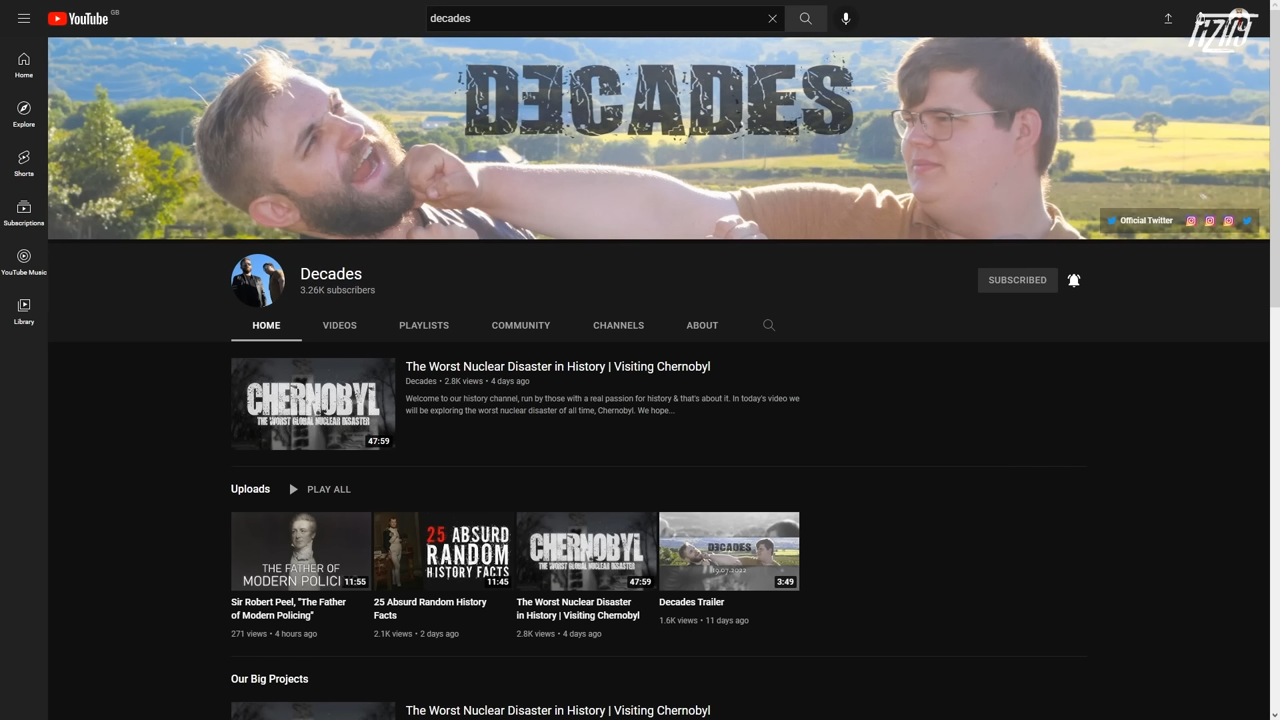 YouTube GB
decades
Home
Explore
Shorts
Subscriptions
YouTube Music
Library
DECADES
Official Twitter
Decades
3.26K subscribers
SUBSCRIBED
HOME VIDEOS PLAYLISTS COMMUNITY CHANNELS ABOUT
CHERNOBYL
THE WORST GLOBAL NUCLEAR DISASTER
47:59
The Worst Nuclear Disaster in History | Visiting Chernobyl
Decades • 2.8K views • 4 days ago
Welcome to our history channel, run by those with a real passion for history & that's about it. In today's video we
will be exploring the worst nuclear disaster of all time, Chernobyl. We hope...
Uploads PLAY ALL
THE FATHER OF
MODERN POLICI
11:55
Sir Robert Peel, "The Father
of Modern Policing"
271 views • 4 hours ago
25 ABSURD
RANDOM
HISTORY FACTS
11:45
25 Absurd Random History
Facts
2.1K views • 2 days ago
CHERNOBYL
THE WORST GLOBAL NUCLEAR DISASTER
47:59
The Worst Nuclear Disaster
in History | Visiting Chernobyl
2.8K views • 4 days ago
DECADES
19.07.2022
3:49
Decades Trailer
1.6K views • 11 days ago
Our Big Projects
The Worst Nuclear Disaster in History | Visiting Chernobyl